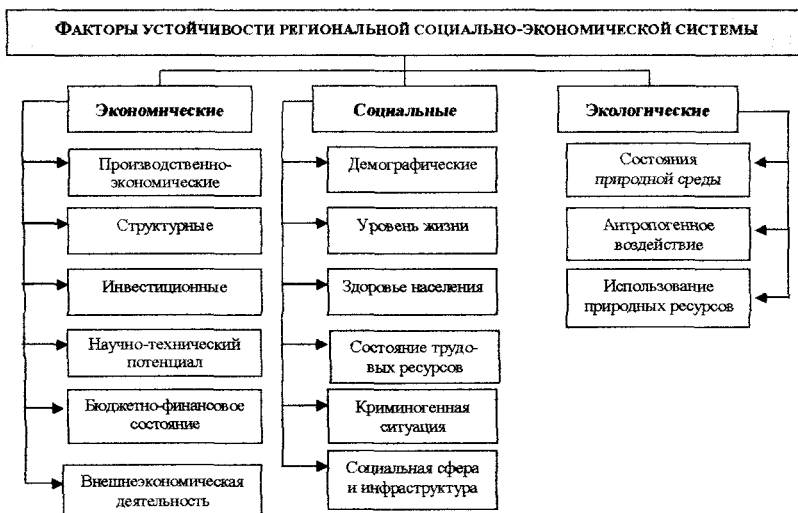 ФАКТОРЫ УСТОЙЧИВОСТИ РЕГИОНАЛЬНОЙ СОЦИАЛЬНО-ЭКОНОМИЧЕСКОЙ СИСТЕМЫ
Экономические
Производственно-
экономические
Структурные
Инвестиционные
Научно-технический
потенциал
Бюджетно-финансовое
состояние
Внешнеэкономическая
деятельность
Социальные
Демографические
Уровень жизни
Здоровье населения
Состояние трудо-
вых ресурсов
Криминогенная
ситуация
Социальная сфера
и инфраструктура
Экологические
Состояния
природной среды
Антропогенное
воздействие
Использование
природных ресурсов